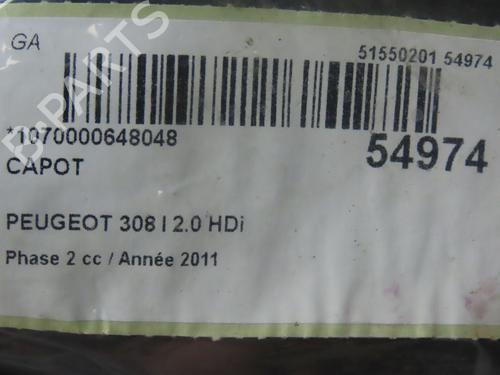 GA
51550201 54974
*1070000648048
54974
CAPOT
PEUGEOT 308 I 2.0 HDi
Phase 2 cc / Année 2011
B-PARTS